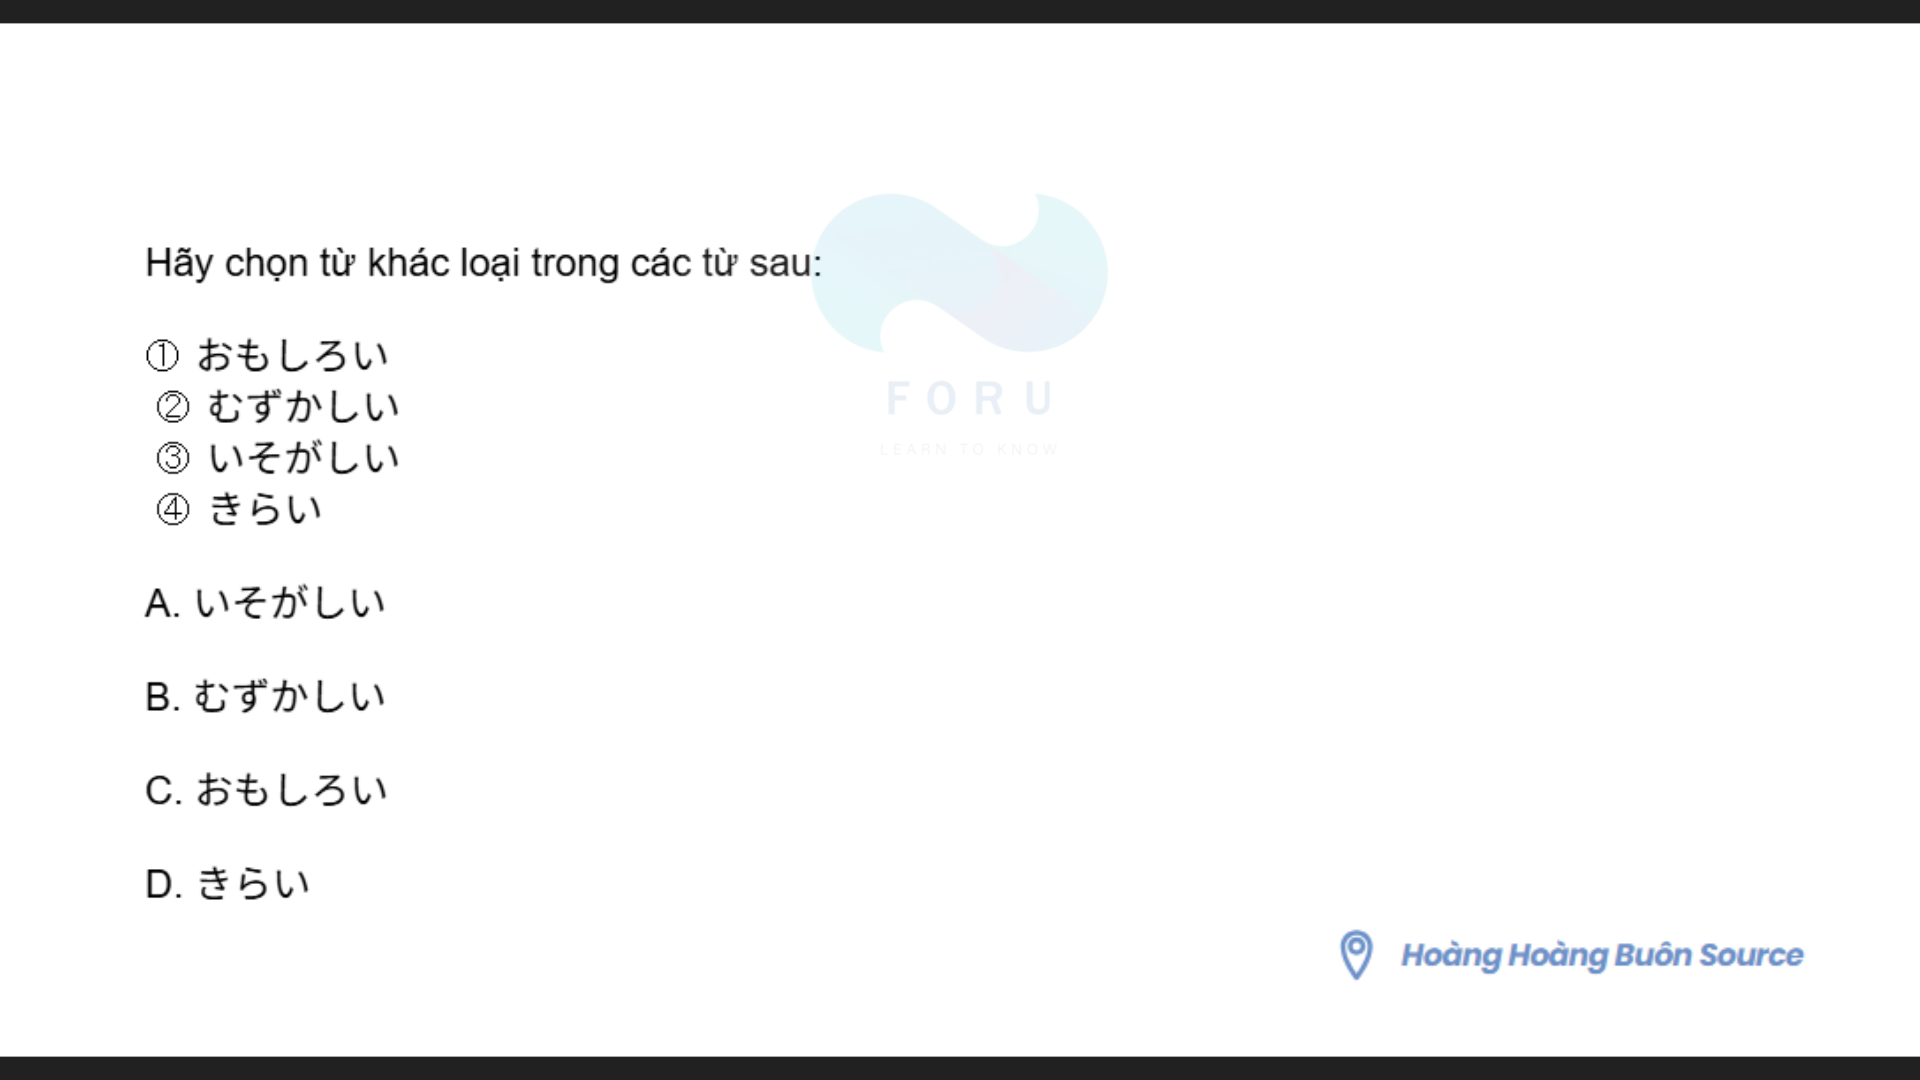 Hãy chọn từ khác loại trong các từ sau:
① おもしろい
② むずかしい
③ いそがしい
④ きらい
A. いそがしい
B. むずかしい
C. おもしろい
D. きらい
FORU
LEARN TO KNOW
Hoàng Hoàng Buôn Source